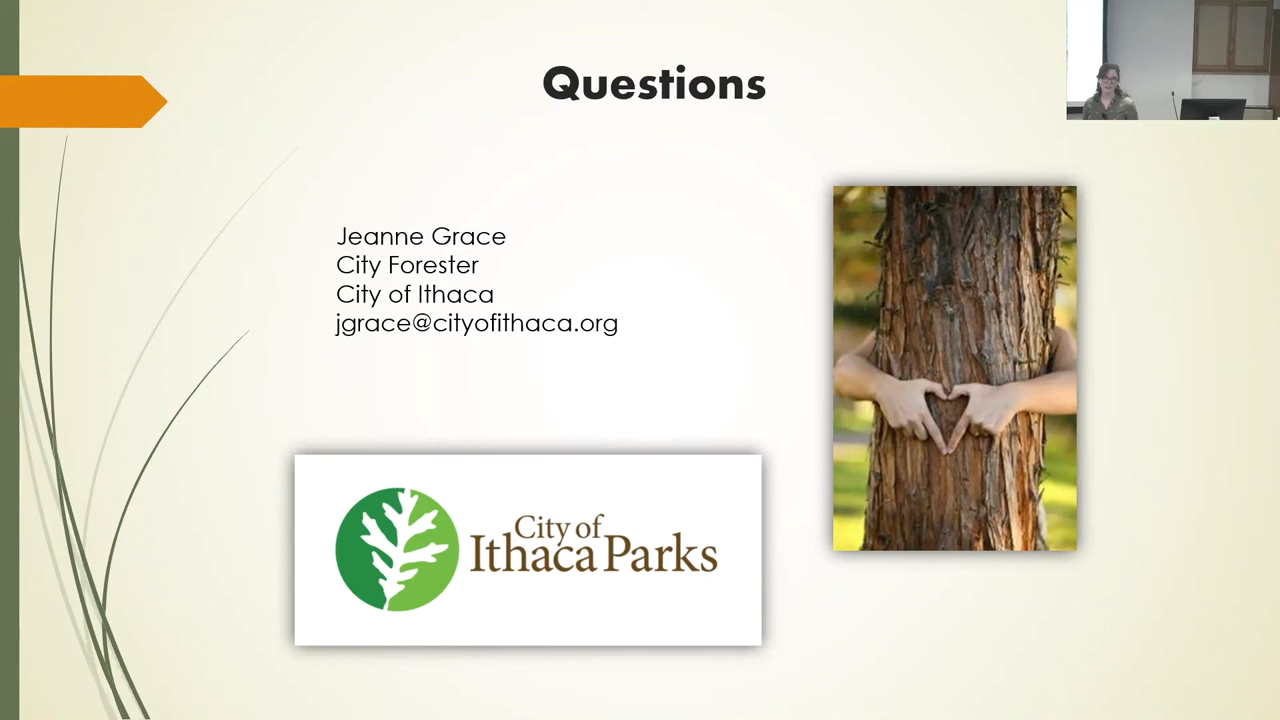 Questions
Jeanne Grace
City Forester
City of Ithaca
jgrace@cityofithaca.org
City of
Ithaca Parks